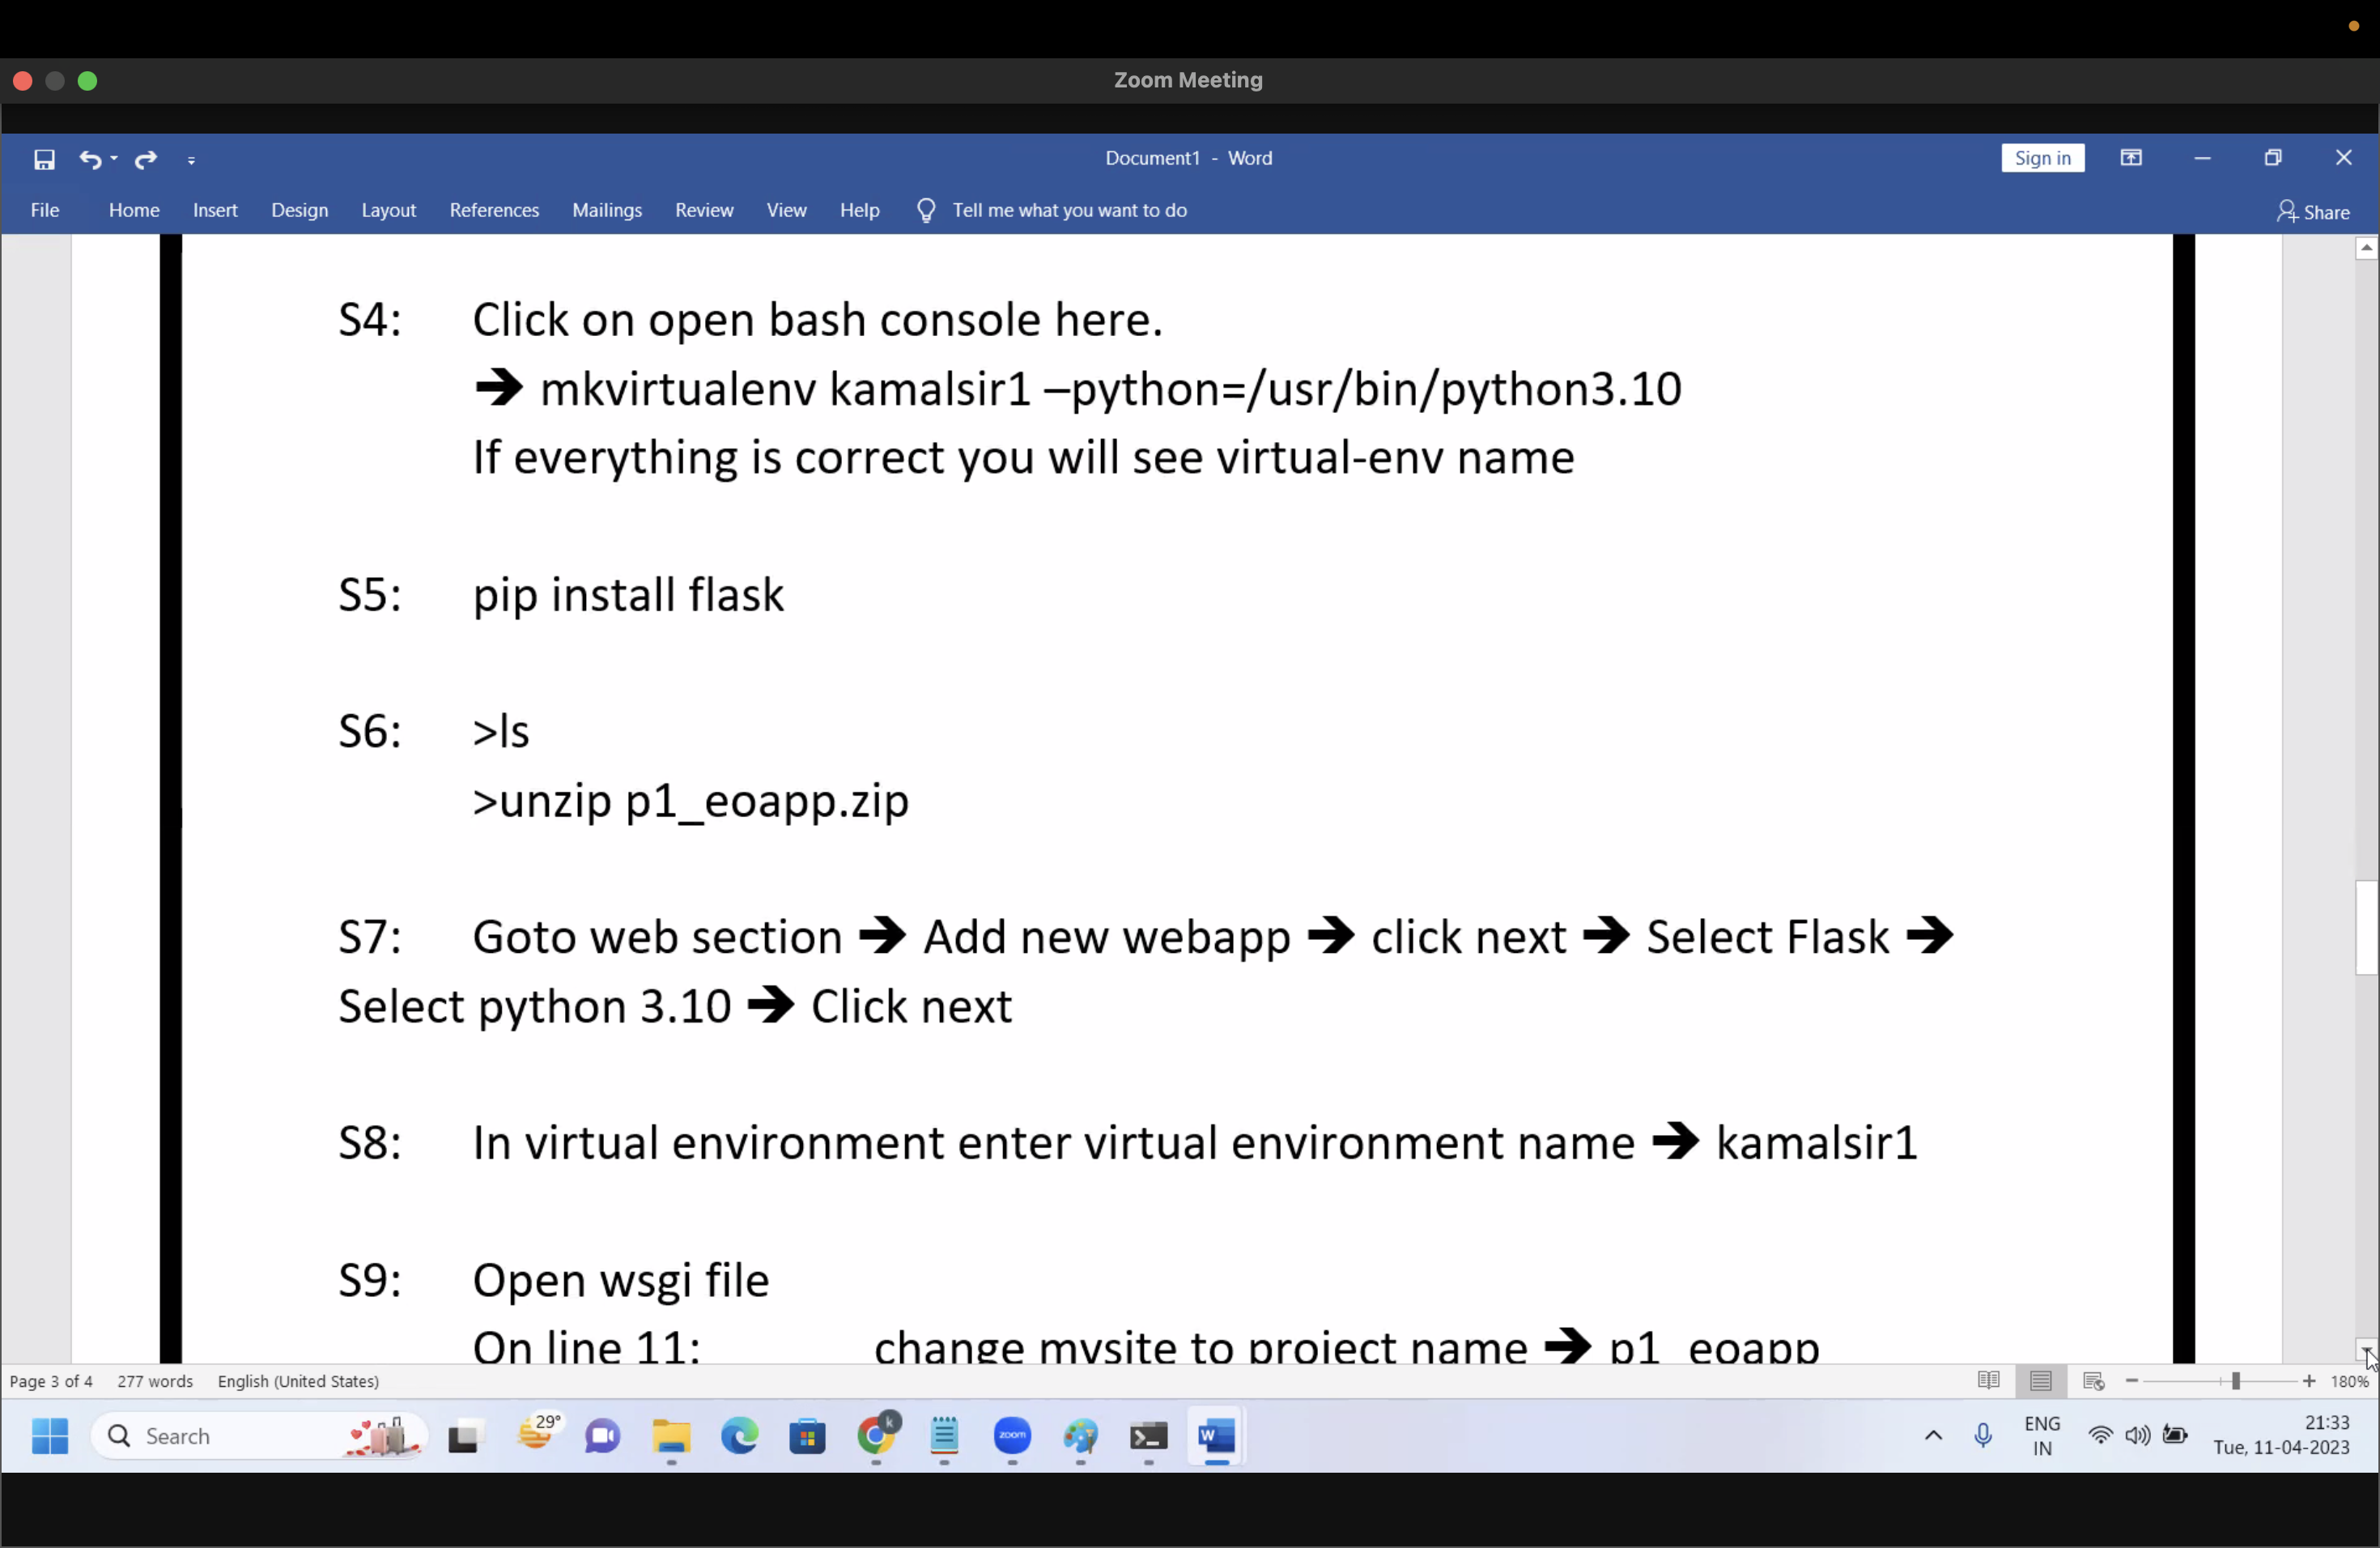 Zoom Meeting
Document1 - Word
Sign in
File Home Insert Design Layout References Mailings Review View Help Tell me what you want to do
Share
S4: Click on open bash console here.
➔ mkvirtualenv kamalsir1 –python=/usr/bin/python3.10
If everything is correct you will see virtual-env name
S5: pip install flask
S6: >ls
>unzip p1_eoapp.zip
S7: Goto web section ➔ Add new webapp ➔ click next ➔ Select Flask ➔
Select python 3.10 ➔ Click next
S8: In virtual environment enter virtual environment name ➔ kamalsir1
S9: Open wsgi file
On line 11: change mysite to project name ➔ p1_eoapp
Page 3 of 4 277 words English (United States)
180%
Search
29°
k
zoom
W
ENG
IN
21:33
Tue, 11-04-2023